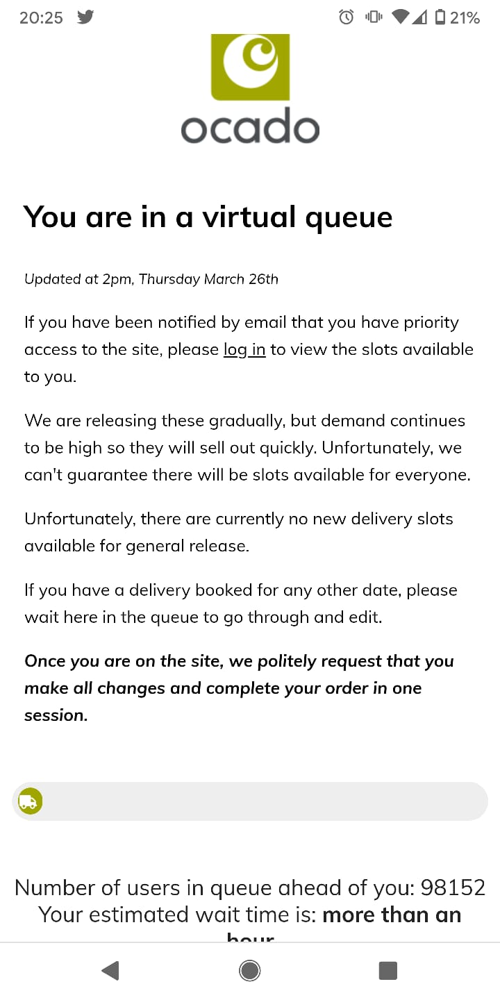 20:25 21%
ocado
You are in a virtual queue
Updated at 2pm, Thursday March 26th
If you have been notified by email that you have priority
access to the site, please log in to view the slots available
to you.
We are releasing these gradually, but demand continues
to be high so they will sell out quickly. Unfortunately, we
can't guarantee there will be slots available for everyone.
Unfortunately, there are currently no new delivery slots
available for general release.
If you have a delivery booked for any other date, please
wait here in the queue to go through and edit.
Once you are on the site, we politely request that you
make all changes and complete your order in one
session.
Number of users in queue ahead of you: 98152
Your estimated wait time is: more than an
hour